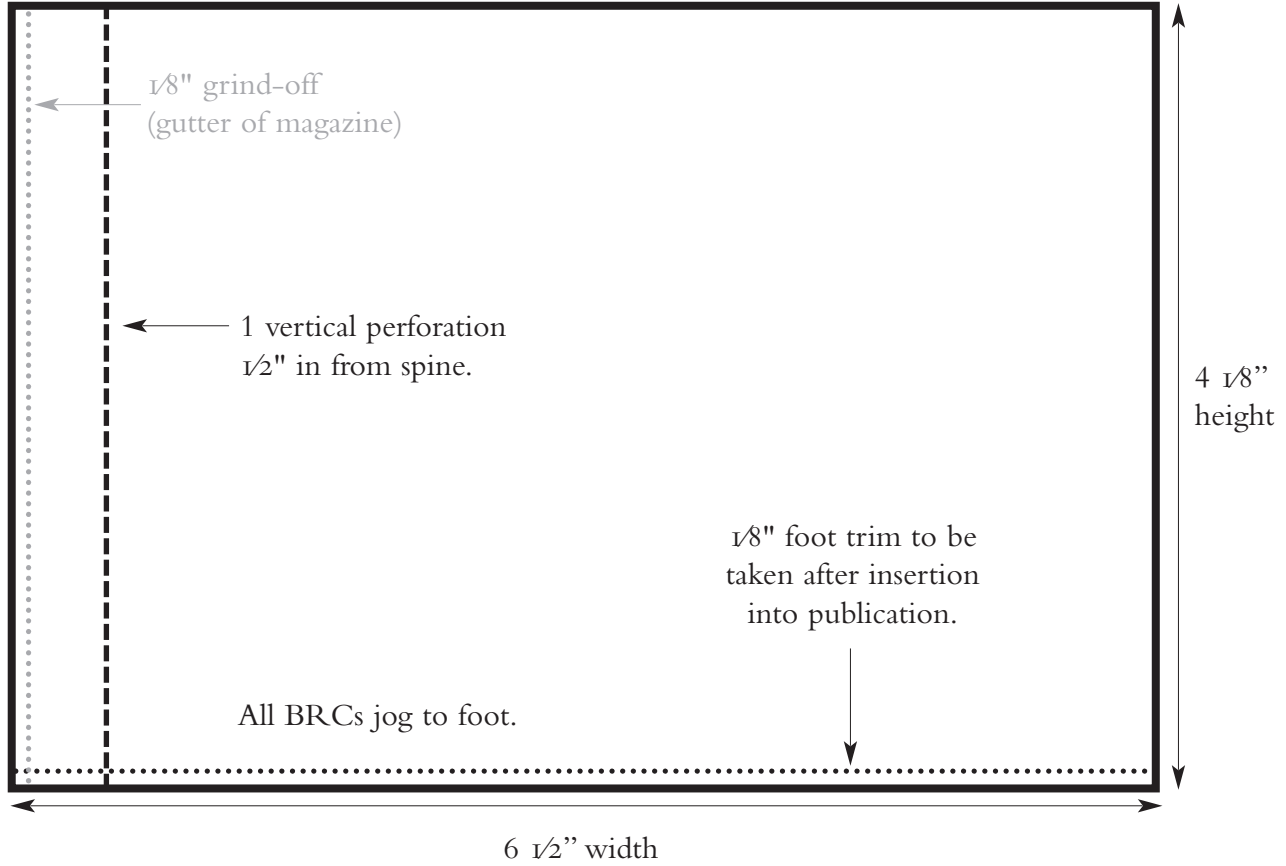 1⁄8" grind-off
(gutter of magazine)
1 vertical perforation
1⁄2" in from spine.
4 1⁄8”
height
1⁄8" foot trim to be
taken after insertion
into publication.
All BRCs jog to foot.
6 1⁄2” width